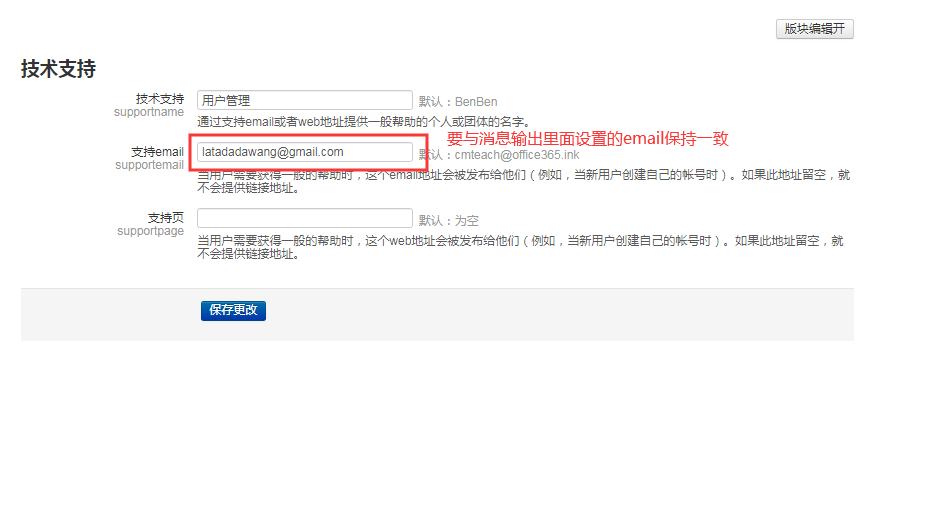 版块编辑开
技术支持
技术支持 用户管理 默认：BenBen
supportname
通过支持email或者web地址提供一般帮助的个人或团体的名字。
要与消息输出里面设置的email保持一致
支持email latadadawang@gmail.com 默认：cmteach@office365.ink
supportemail
当用户需要获得一般的帮助时，这个email地址会被发布给他们（例如，当新用户创建自己的帐号时）。如果此地址留空，就
不会提供链接地址。
支持页 默认：为空
supportpage
当用户需要获得一般的帮助时，这个web地址会被发布给他们（例如，当新用户创建自己的帐号时）。如果此地址留空，就
不会提供链接地址。
保存更改